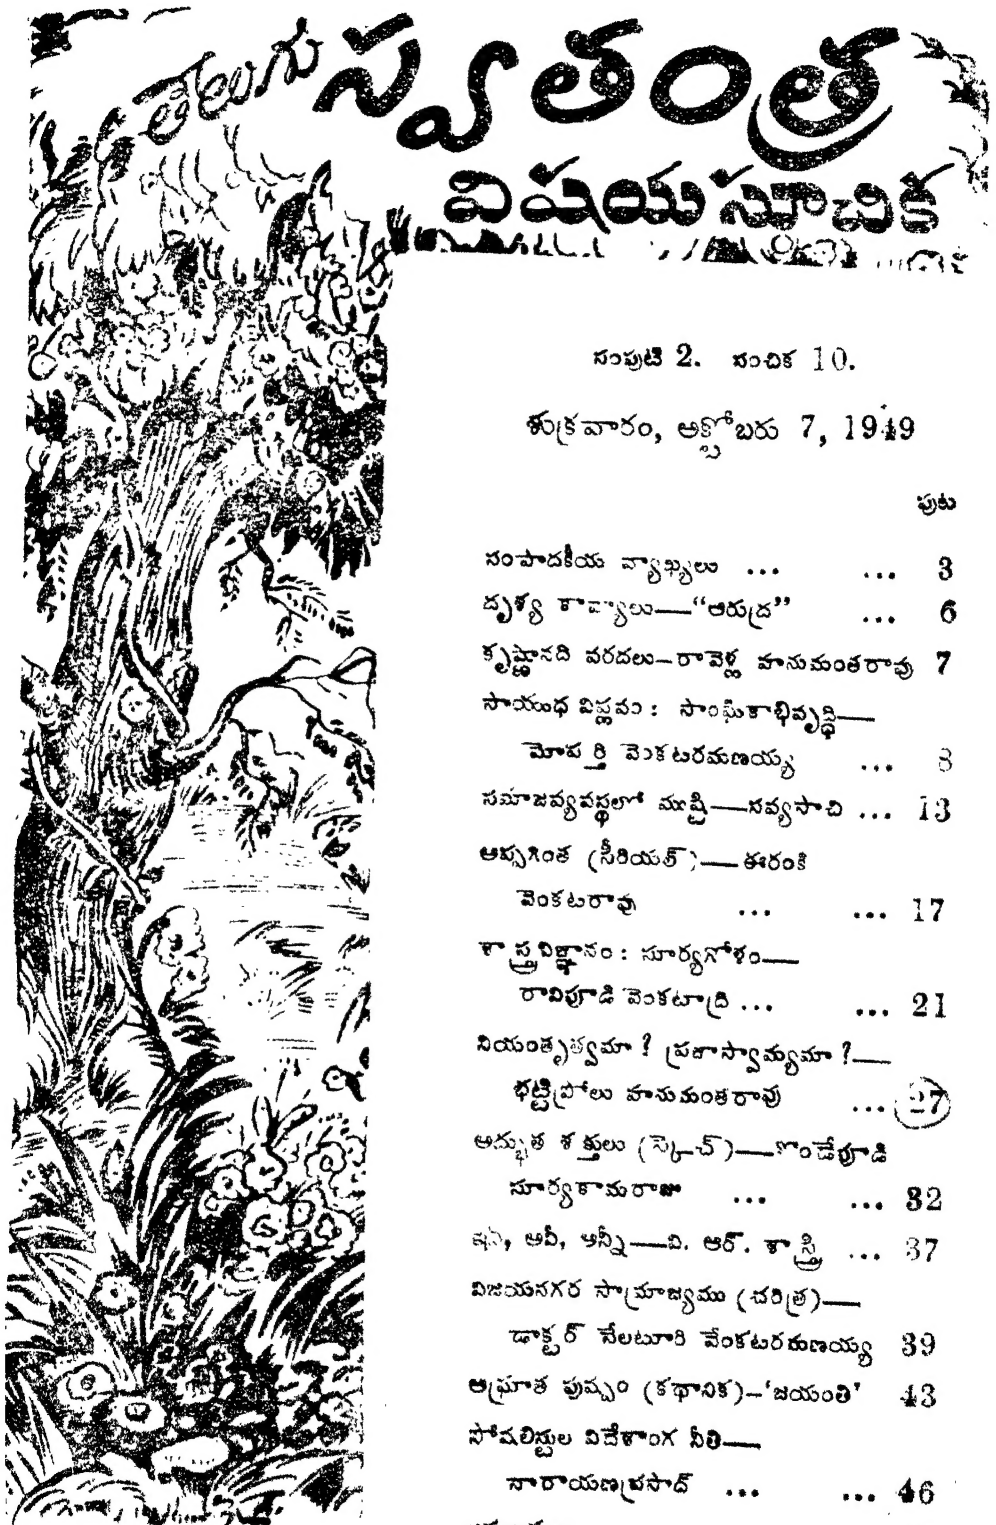 తెలుగు స్వతంత్ర
విషయసూచిక
సంపుటి 2. సంచిక 10.
శుక్రవారం, అక్టోబరు 7, 1949
పుట
సంపాదకీయ వ్యాఖ్యలు ... ... 3
దృశ్య కావ్యాలు—“ఆరుద్ర” ... 6
కృష్ణానది వరదలు—రావెళ్ల హనుమంతరావు 7
సాయుధ విప్లవం : సాంఘికాభివృద్ధి—
మోపర్తి వెంకటరమణయ్య ... 8
సమాజవ్యవస్థలో ముష్టి—సవ్యసాచి ... 13
అప్పగింత (సీరియల్)—ఈరంకి
వెంకటరావు ... ... 17
శాస్త్రవిజ్ఞానం : సూర్యగోళం—
రావిపూడి వెంకటాద్రి ... ... 21
నియంతృత్వమా ? ప్రజాస్వామ్యమా ?—
భట్టిప్రోలు హనుమంతరావు ... 27
అద్భుత శక్తులు (స్కెచ్)—కొండేపూడి
సూర్యకామరాజు ... ... 32
ఇవీ, అవీ, అన్నీ—వి. ఆర్. శాస్త్రి ... 37
విజయనగర సామ్రాజ్యము (చరిత్ర)—
డాక్టర్ నేలటూరి వేంకటరమణయ్య 39
ఆఘ్రాత పుష్పం (కథానిక)—‘జయంతి’ 43
సోషలిస్టుల విదేశాంగ నీతి—
నారాయణప్రసాద్ ... ... 46